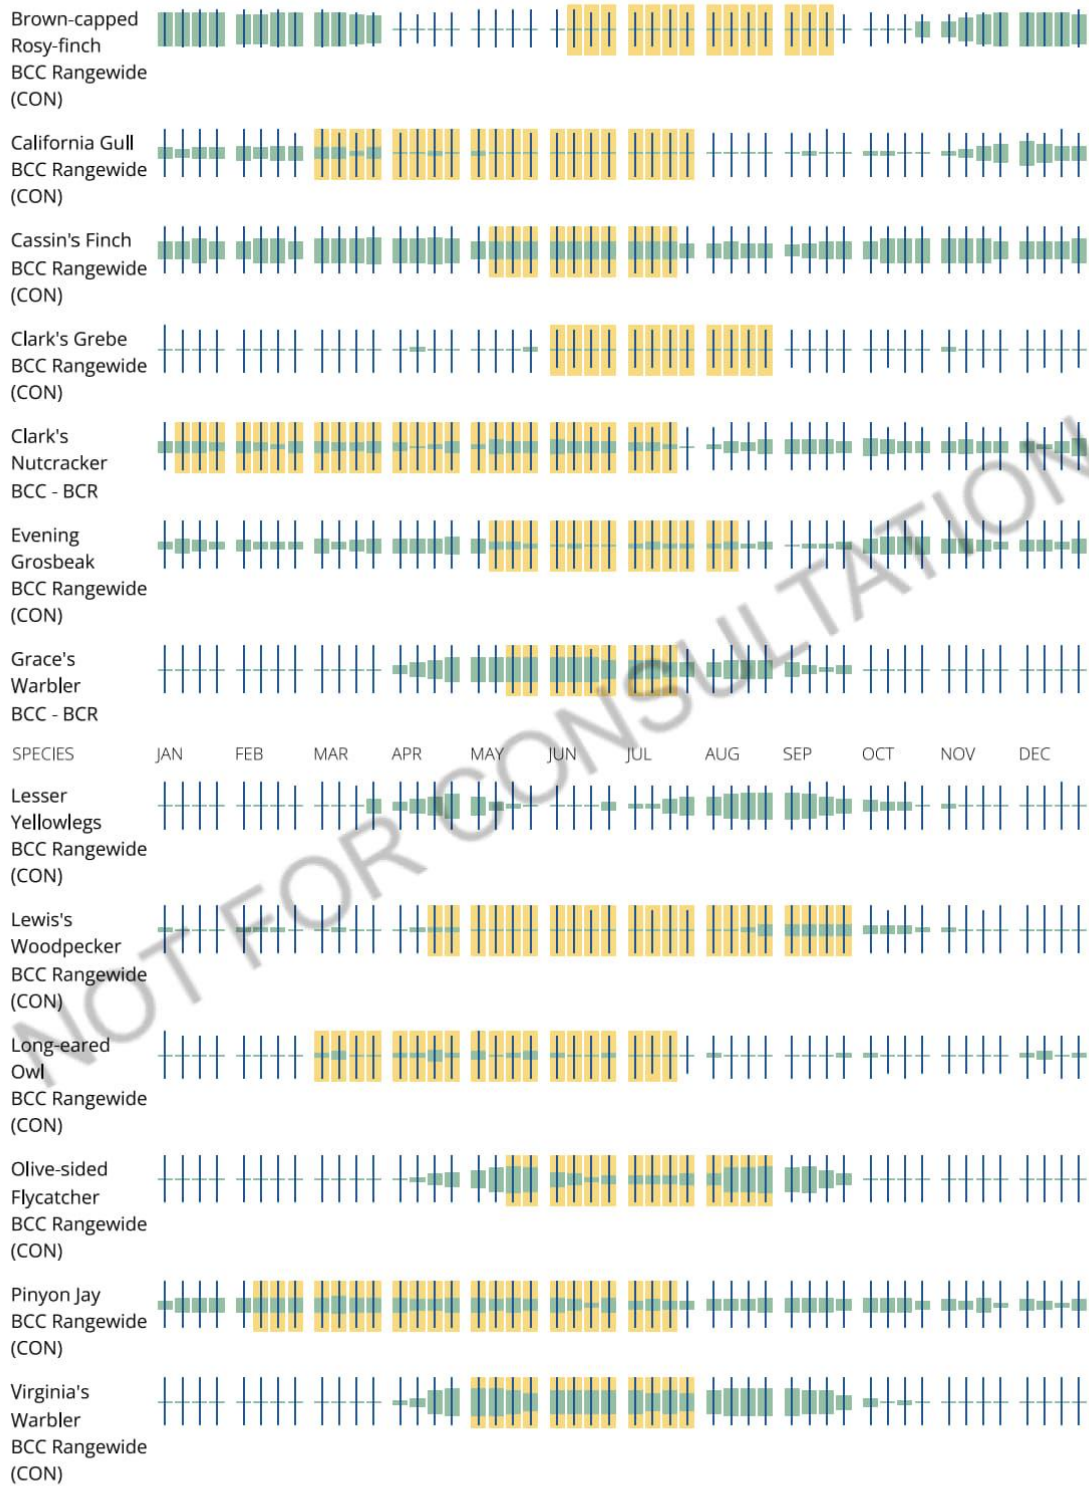 Brown-capped
Rosy-finch
BCC Rangewide
(CON)
California Gull
BCC Rangewide
(CON)
Cassin's Finch
BCC Rangewide
(CON)
Clark's Grebe
BCC Rangewide
(CON)
Clark's
Nutcracker
BCC - BCR
Evening
Grosbeak
BCC Rangewide
(CON)
Grace's
Warbler
BCC - BCR
SPECIES JAN FEB MAR APR MAY JUN JUL AUG SEP OCT NOV DEC
Lesser
Yellowlegs
BCC Rangewide
(CON)
Lewis's
Woodpecker
BCC Rangewide
(CON)
Long-eared
Owl
BCC Rangewide
(CON)
Olive-sided
Flycatcher
BCC Rangewide
(CON)
Pinyon Jay
BCC Rangewide
(CON)
Virginia's
Warbler
BCC Rangewide
(CON)
NOT FOR CONSULTATION